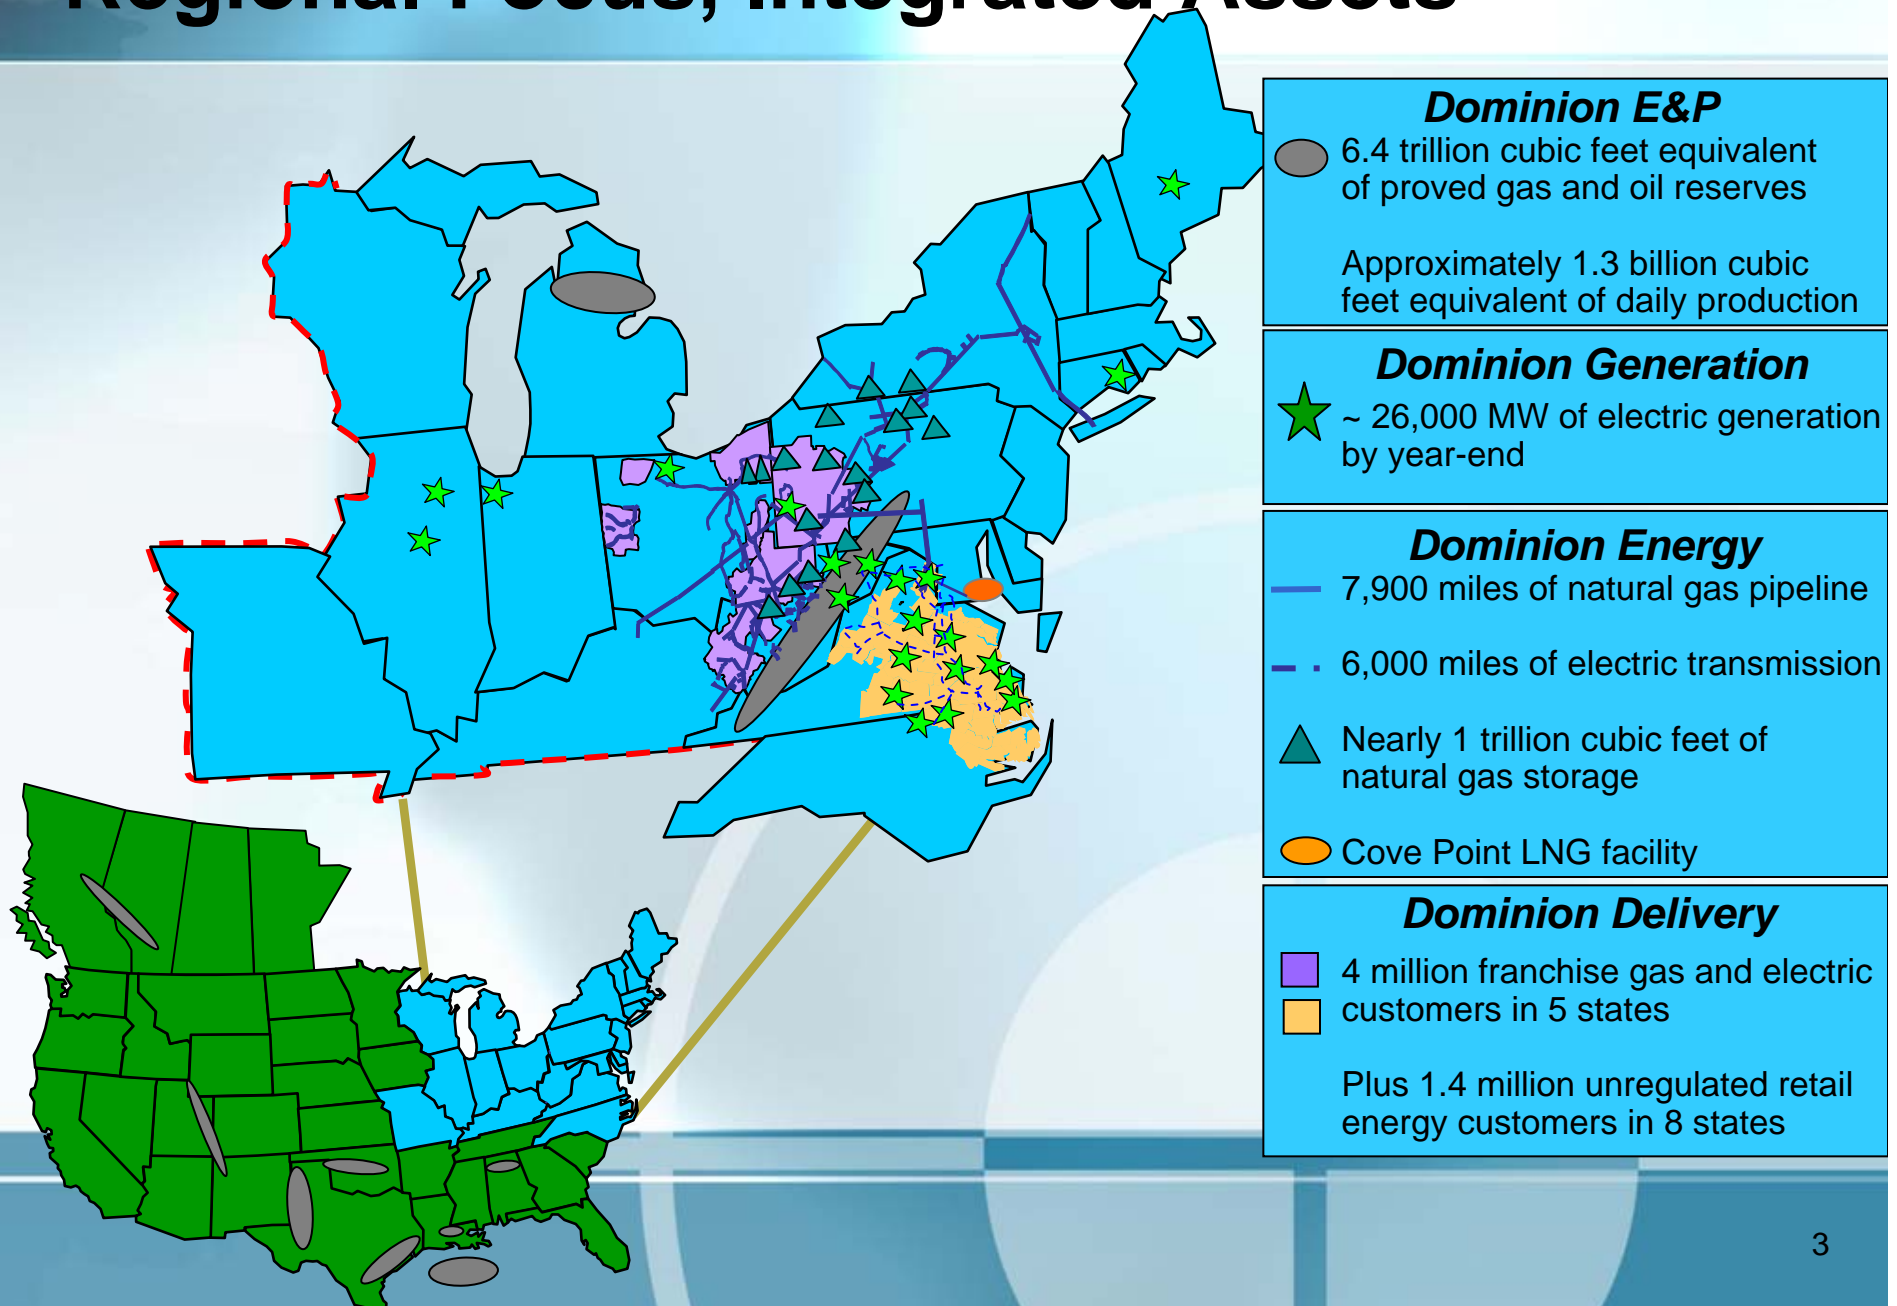 Regional Focus, Integrated Assets
Dominion E&P
6.4 trillion cubic feet equivalent
of proved gas and oil reserves
Approximately 1.3 billion cubic
feet equivalent of daily production
Dominion Generation
~ 26,000 MW of electric generation
by year-end
Dominion Energy
7,900 miles of natural gas pipeline
6,000 miles of electric transmission
Nearly 1 trillion cubic feet of
natural gas storage
Cove Point LNG facility
Dominion Delivery
4 million franchise gas and electric
customers in 5 states
Plus 1.4 million unregulated retail
energy customers in 8 states
3